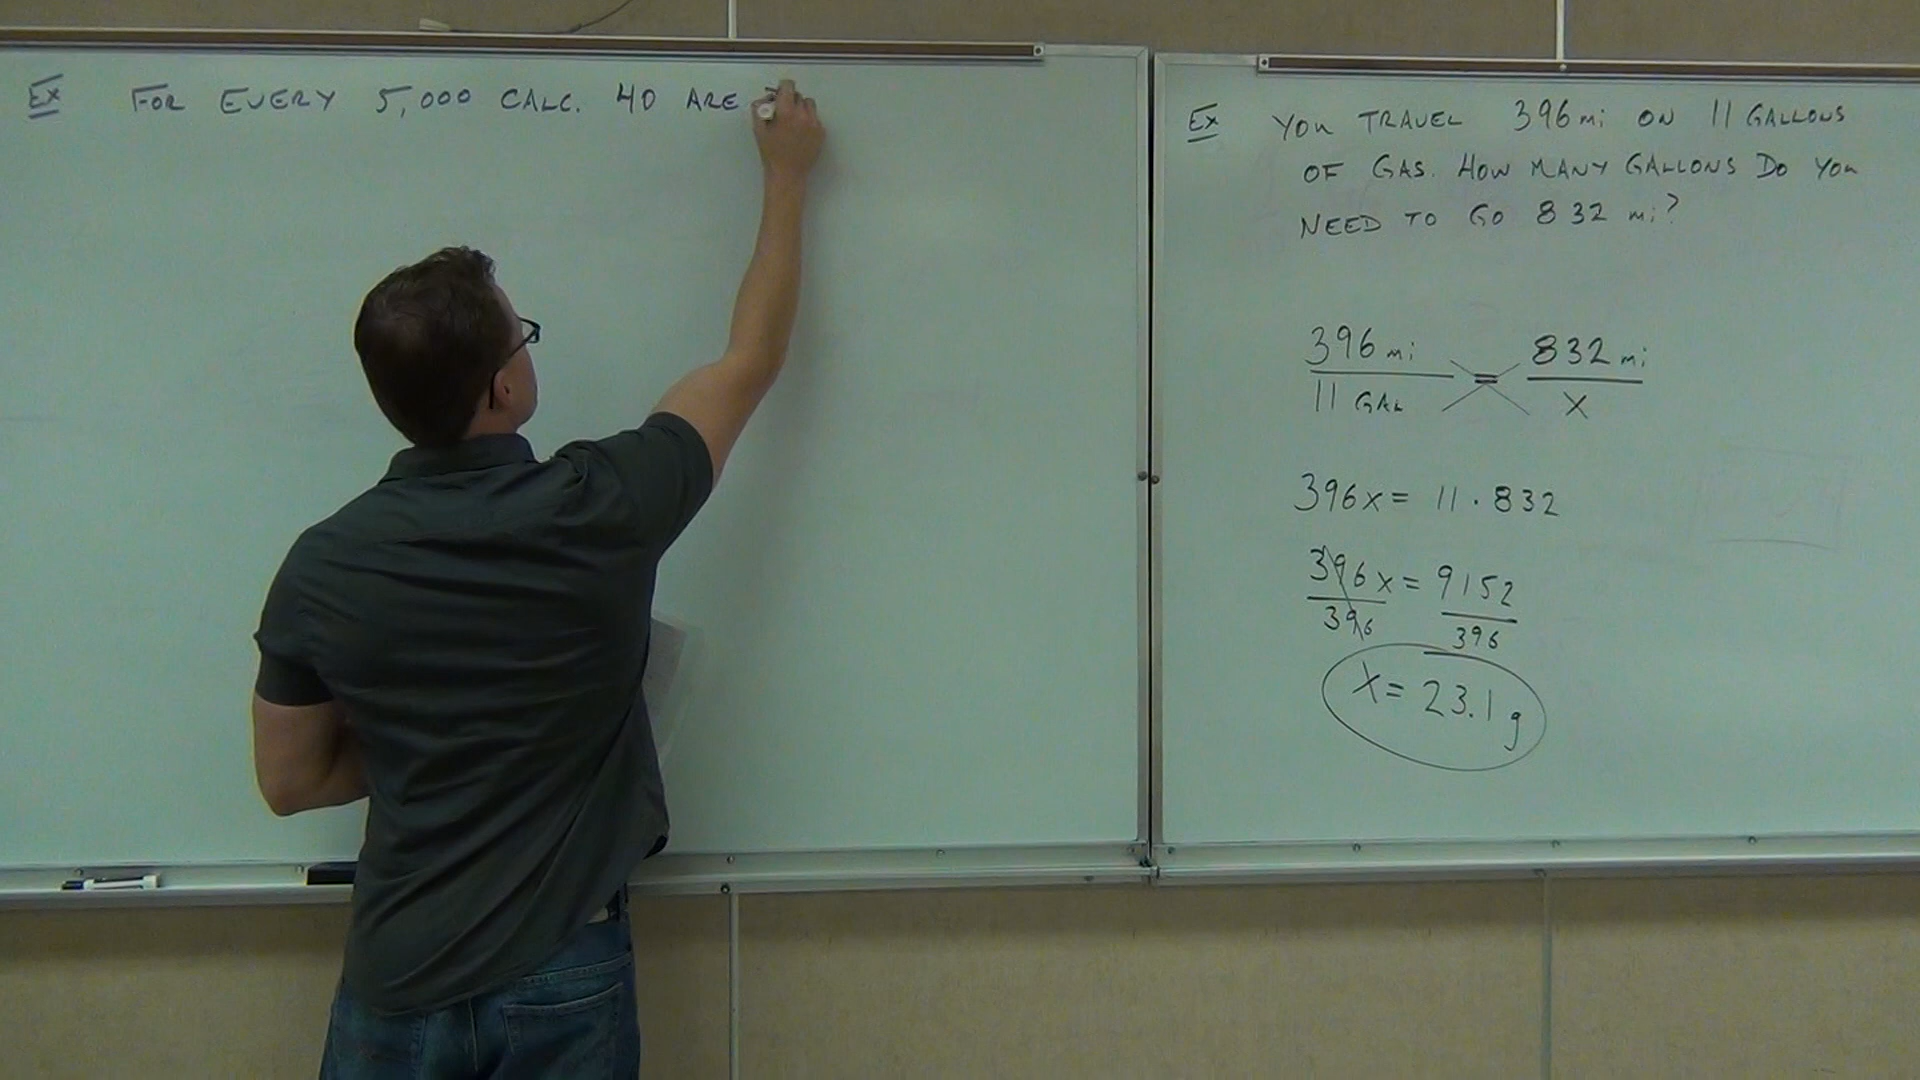 Ex FOR EVERY 5,000 CALC. 40 ARE
Ex YOU TRAVEL 396 mi ON 11 GALLONS
OF GAS. HOW MANY GALLONS DO YOU
NEED TO GO 832 mi?
396 mi = 832 mi
11 GAL X
396x = 11 · 832
396x = 9152
396 396
X = 23.1 g